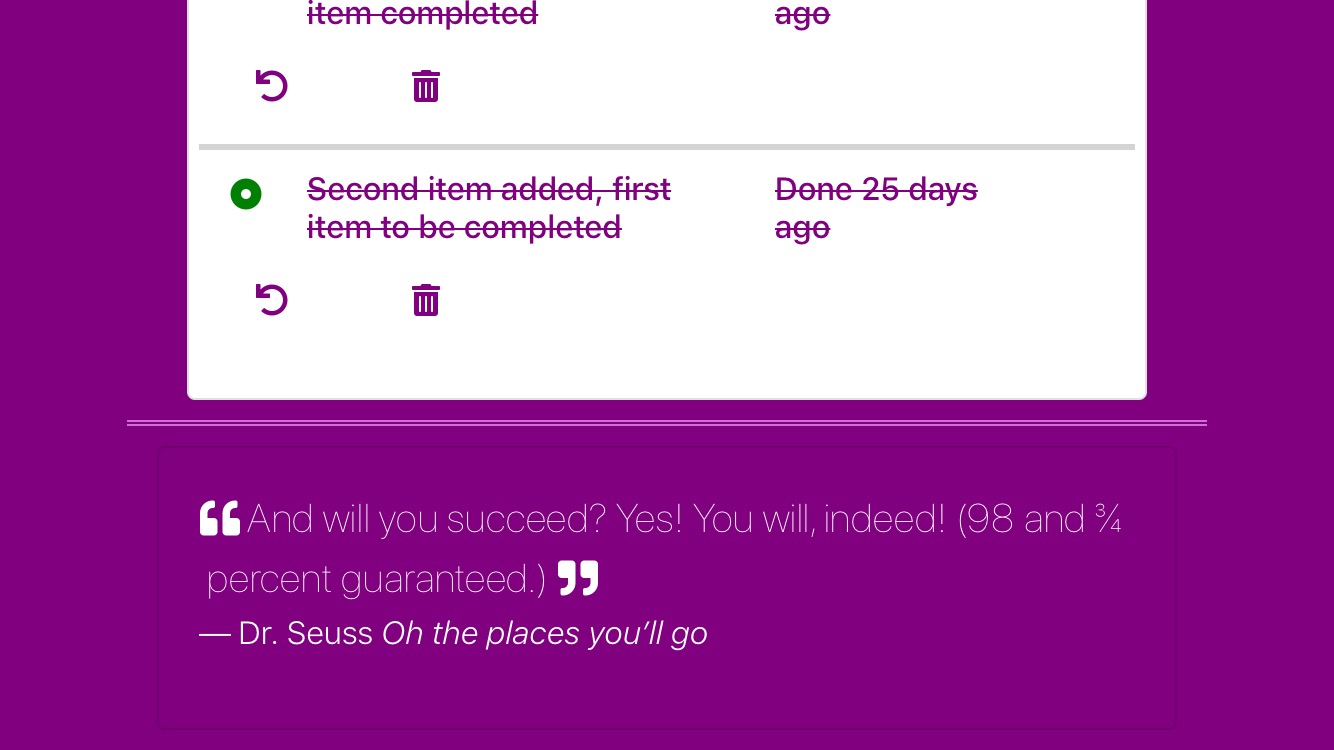 item completed
ago
Second item added, first
item to be completed
Done 25 days
ago
“ And will you succeed? Yes! You will, indeed! (98 and ¾
percent guaranteed.) ”
— Dr. Seuss Oh the places you’ll go